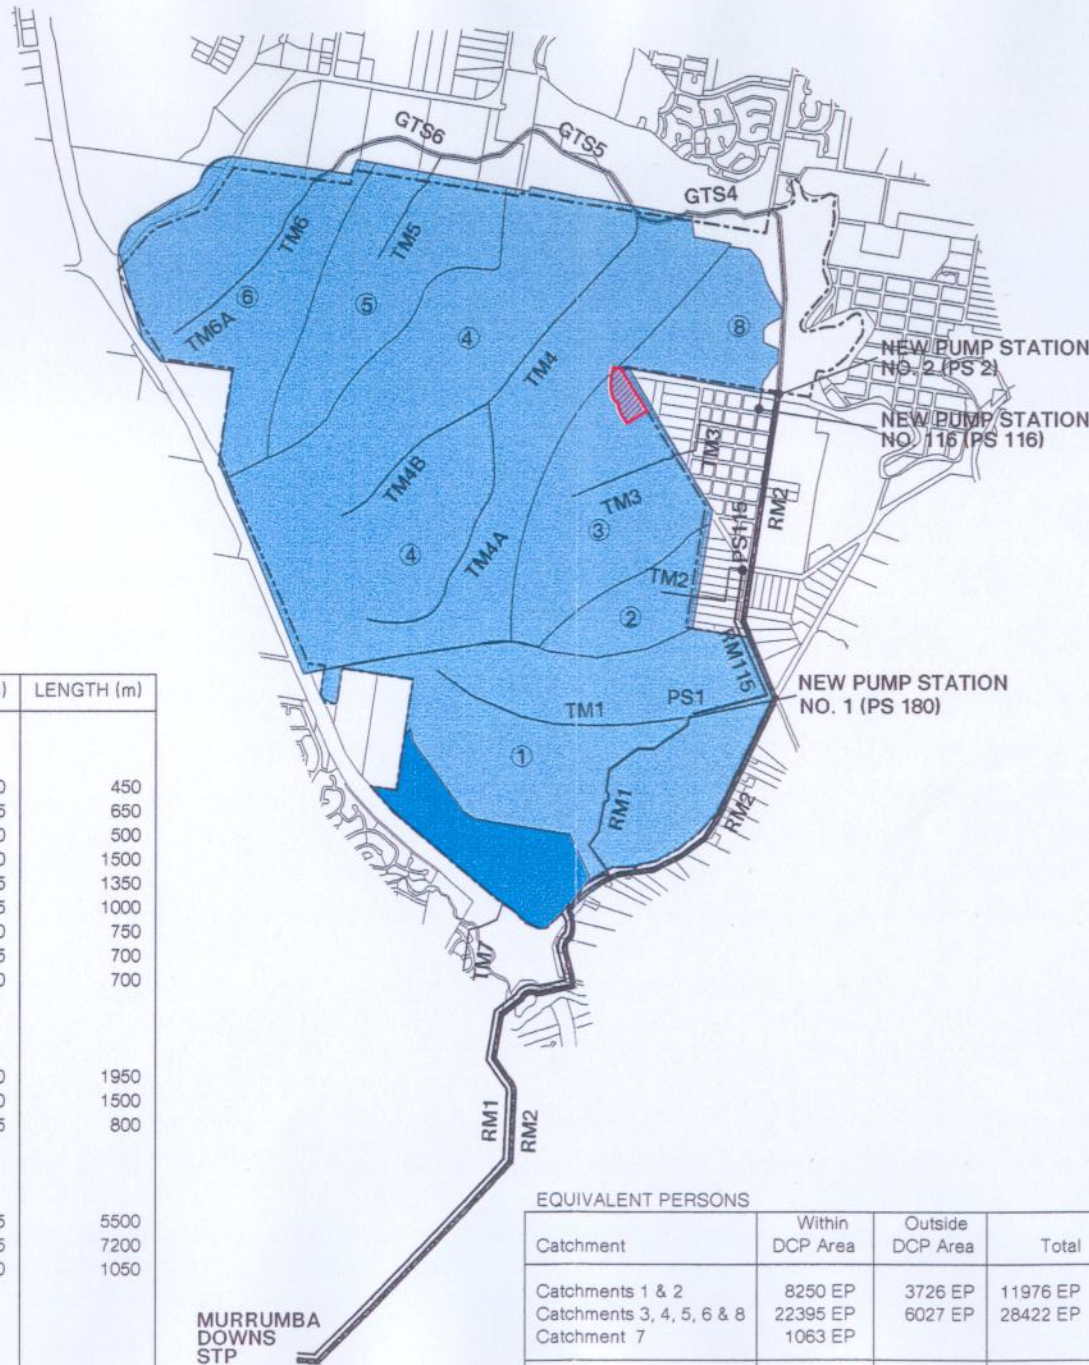 GTS6
GTS5
GTS4
TM6
TM5
TM6A
⑥
⑤
④
⑧
TM4
NEW PUMP STATION
NO. 2 (PS 2)
NEW PUMP STATION
NO. 116 (PS 116)
TM3
TM4B
RM2
TM3
③
PS115
④
TM4A
TM2
②
RM115
NEW PUMP STATION
NO. 1 (PS 180)
PS1
TM1
①
RM1
RM2
TM7
RM1
RM2
MURRUMBA
DOWNS
STP
LENGTH (m)
450
650
500
1500
1350
1000
750
700
700
1950
1500
800
5500
7200
1050
EQUIVALENT PERSONS
Catchment Within DCP Area Outside DCP Area Total
Catchments 1 & 2 8250 EP 3726 EP 11976 EP
Catchments 3, 4, 5, 6 & 8 22395 EP 6027 EP 28422 EP
Catchment 7 1063 EP